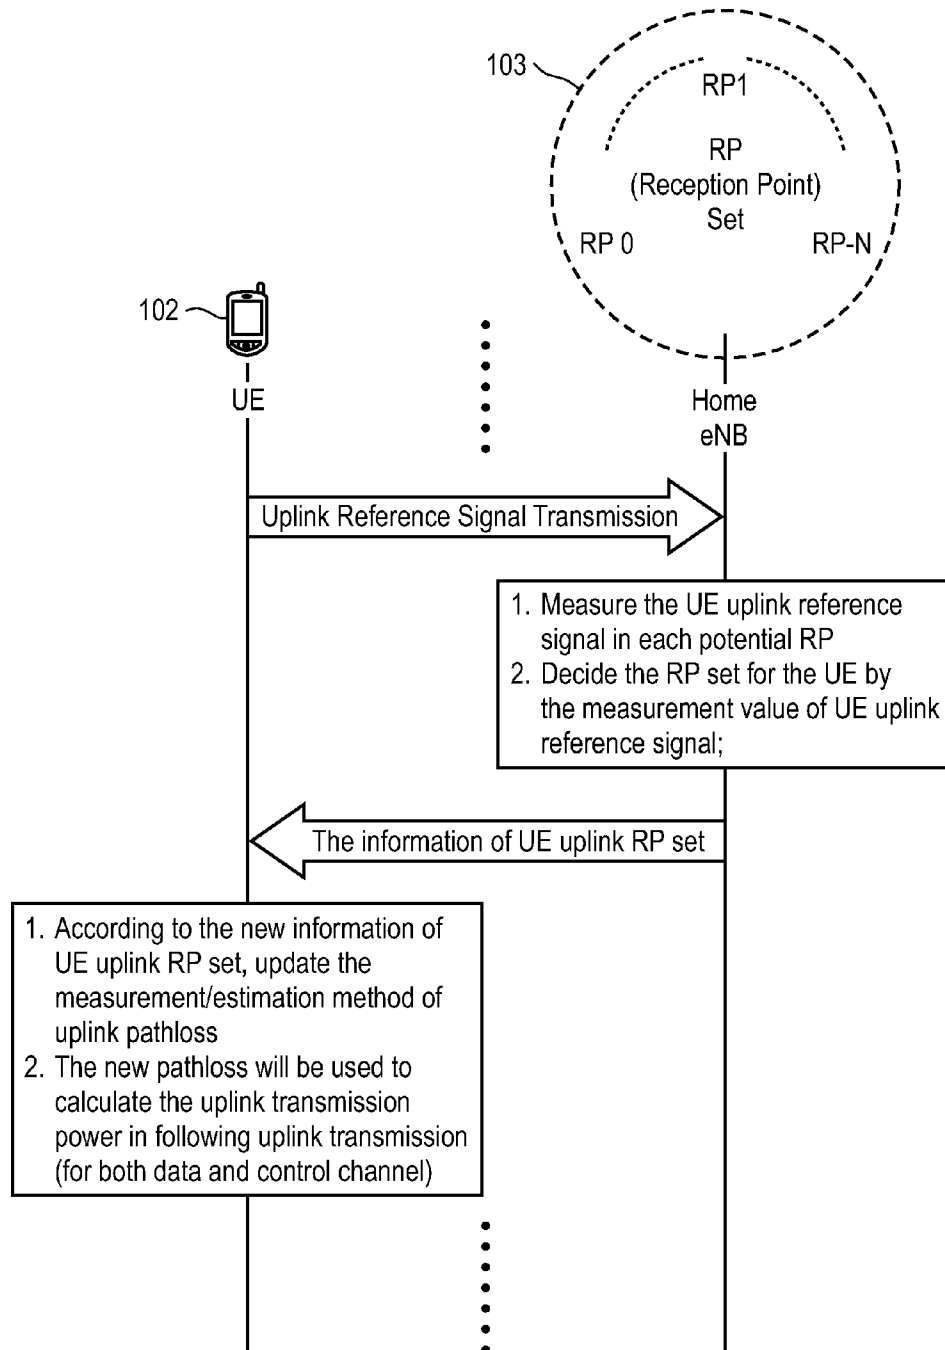 103
RP1
RP
(Reception Point)
Set
RP 0
RP-N
102
UE
Home
eNB
Uplink Reference Signal Transmission
1. Measure the UE uplink reference
signal in each potential RP
2. Decide the RP set for the UE by
the measurement value of UE uplink
reference signal;
The information of UE uplink RP set
1. According to the new information of
UE uplink RP set, update the
measurement/estimation method of
uplink pathloss
2. The new pathloss will be used to
calculate the uplink transmission
power in following uplink transmission
(for both data and control channel)